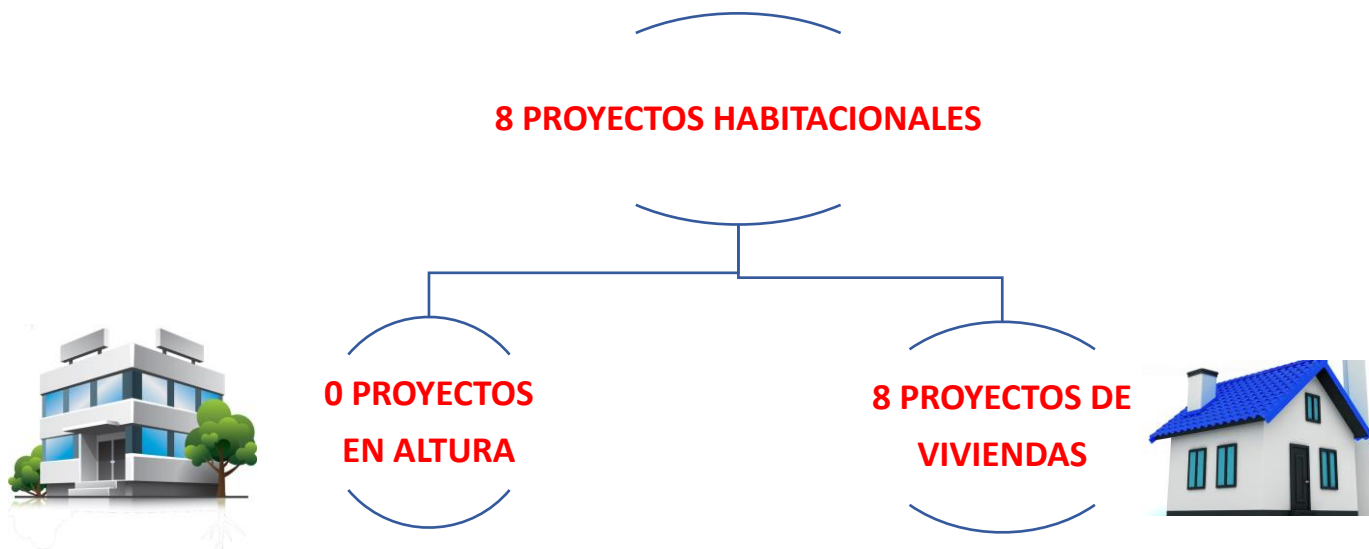 8 PROYECTOS HABITACIONALES
0 PROYECTOS
EN ALTURA
8 PROYECTOS DE
VIVIENDAS